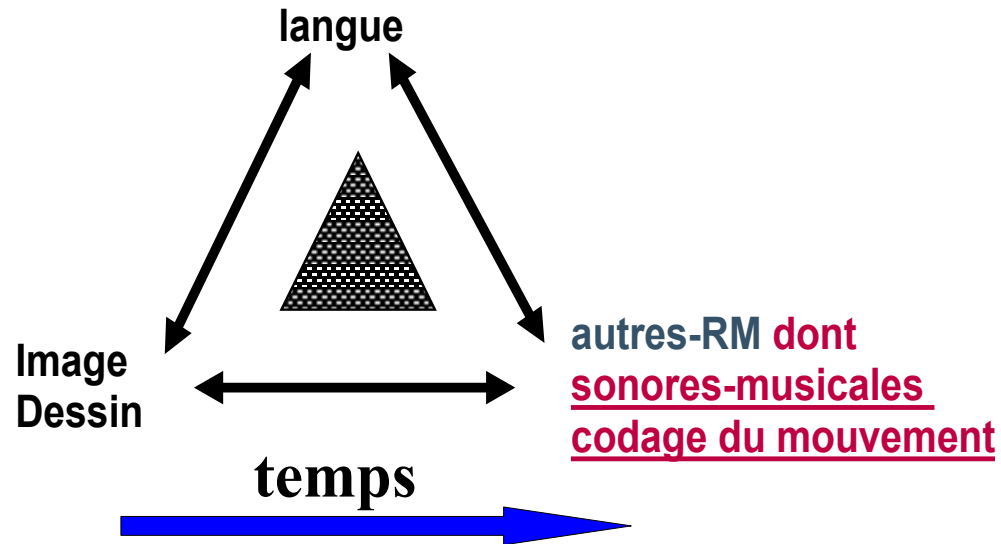 langue
Image
Dessin
autres-RM dont
sonores-musicales
codage du mouvement
temps